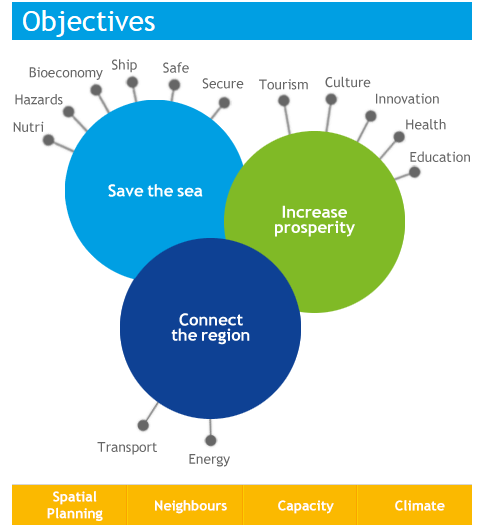 Objectives
Ship
Safe
Bioeconomy
Secure
Hazards
Nutri
Tourism
Culture
Innovation
Health
Education
Save the sea
Increase
prosperity
Connect
the region
Transport
Energy
Spatial
Planning
Neighbours
Capacity
Climate